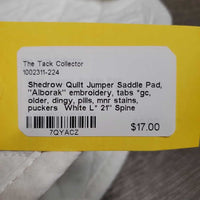 The Tack Collector
1002311-224
Shedrow Quilt Jumper Saddle Pad,
"Alborak" embroidery, tabs *gc,
older, dingy, pills, mnr stains,
puckers White L* 21" Spine
7QYACZ
$17.00